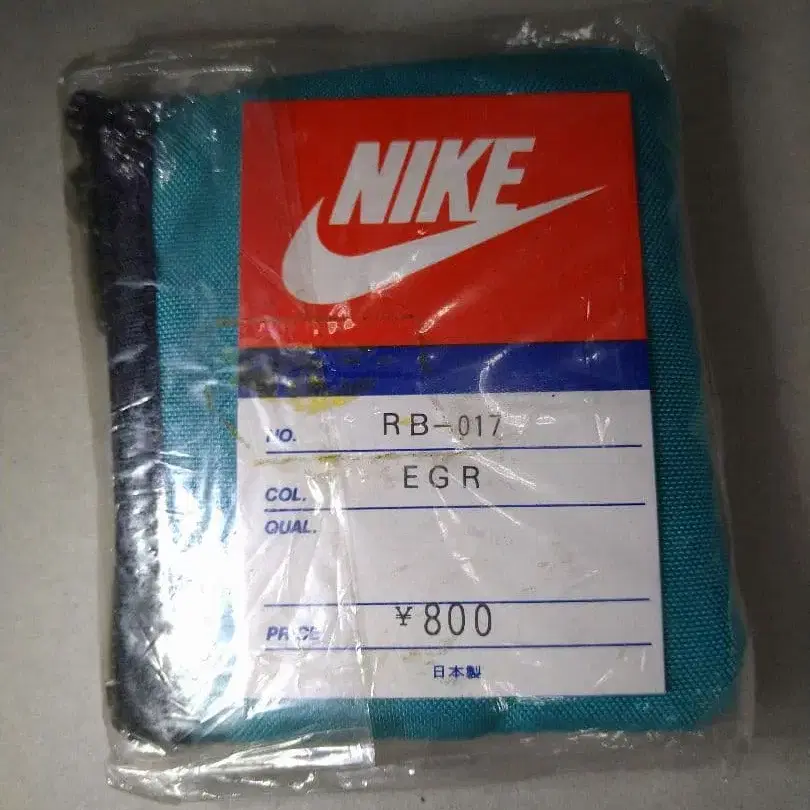 NIKE
NO. RB-017
COL. EGR
QUAL.
PRICE ¥800
日本製